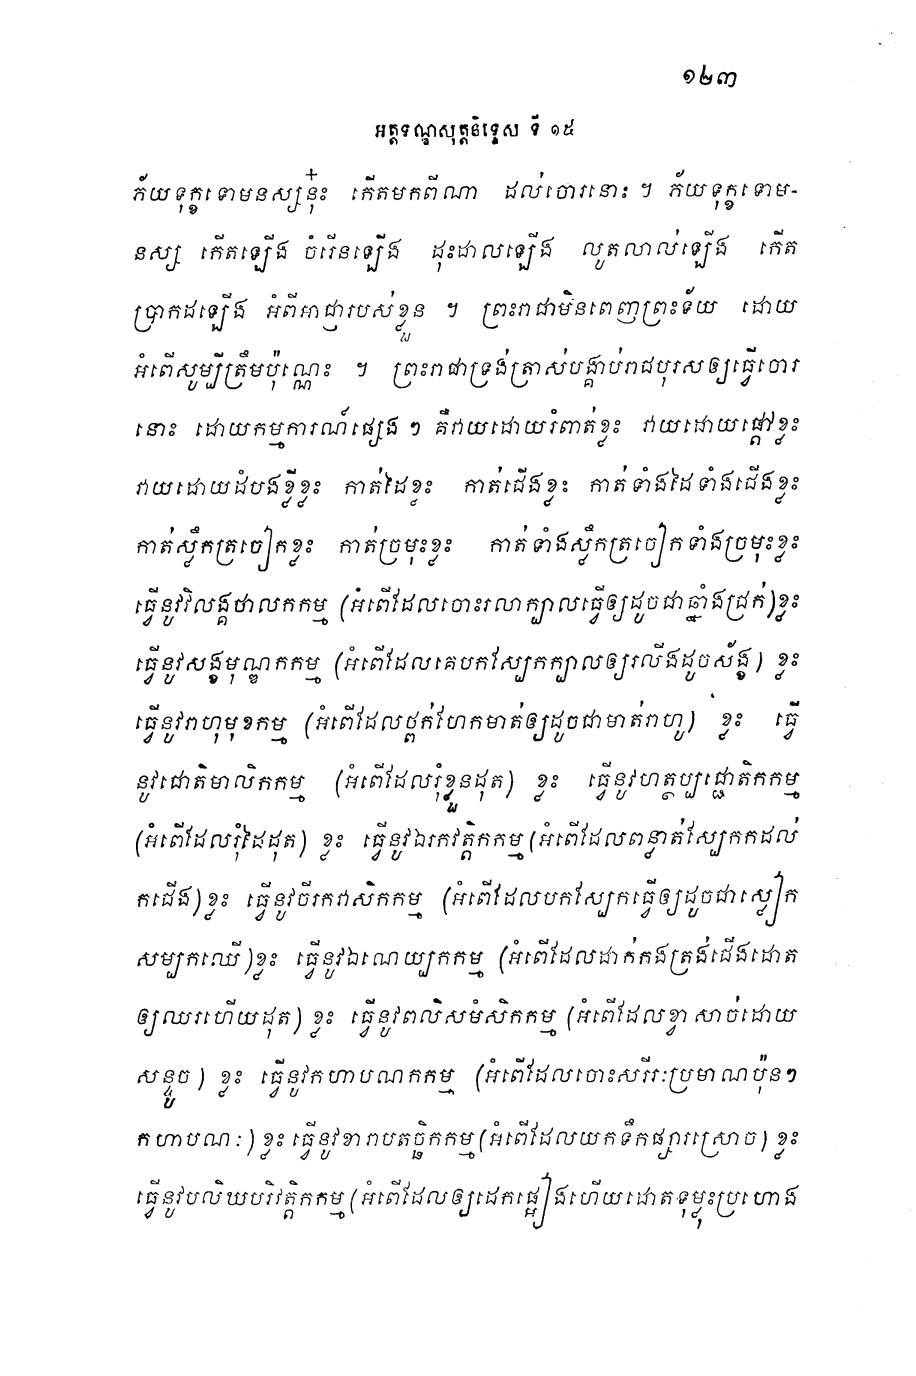 ១២៣
អត្តទណ្ឌសុត្តនិទ្ទេស ទី ១៥
ភ័យទុក្ខទោមនស្សនុ៎ះ កើតមកពីណា ដល់ចោរនោះ ។ ភ័យទុក្ខទោម-
នស្ស កើតឡើង ចំរើនឡើង ដុះដាលឡើង លូតលាស់ឡើង កើត
ប្រាកដឡើង អំពីអាជ្ញារបស់ខ្លួន ។ ព្រះរាជាមិនពេញព្រះទ័យ ដោយ
អំពើសូម្បីត្រឹមប៉ុណ្ណេះ ។ ព្រះរាជាទ្រង់ត្រាស់បង្គាប់រាជបុរសឲ្យធ្វើចោរ
នោះ ដោយកម្មការណ៍ផ្សេង ៗ គឺវាយដោយរំពាត់ខ្លះ វាយដោយផ្តៅខ្លះ
វាយដោយដំបងខ្លីខ្លះ កាត់ដៃខ្លះ កាត់ជើងខ្លះ កាត់ទាំងដៃទាំងជើងខ្លះ
កាត់ស្លឹកត្រចៀកខ្លះ កាត់ច្រមុះខ្លះ កាត់ទាំងស្លឹកត្រចៀកទាំងច្រមុះខ្លះ
ធ្វើនូវវិលង្គថាលកកម្ម (អំពើដែលចោះរលាក្បាលធ្វើឲ្យដូចជាឆ្នាំងជ្រក់)ខ្លះ
ធ្វើនូវសង្ខមុណ្ឌកកម្ម (អំពើដែលគេបកស្បែកក្បាលឲ្យរលីងដូចស័ង្ខ) ខ្លះ
ធ្វើនូវរាហុមុខកម្ម (អំពើដែលថ្ពក់ហែកមាត់ឲ្យដូចជាមាត់រាហូ) ខ្លះ ធ្វើ
នូវជោតិមាលិកកម្ម (អំពើដែលរុំខ្លួនដុត) ខ្លះ ធ្វើនូវហត្ថប្បជ្ជោតិកកម្ម
(អំពើដែលរុំដៃដុត) ខ្លះ ធ្វើនូវឯរកវត្តិកកម្ម (អំពើដែលពន្លាត់ស្បែកកដល់
កជើង)ខ្លះ ធ្វើនូវចីរកវាសិកកម្ម (អំពើដែលបកស្បែកធ្វើឲ្យដូចជាស្លៀក
សម្បកឈើ)ខ្លះ ធ្វើនូវឯណេយ្យកកម្ម (អំពើដែលដាក់កងត្រង់ជើងដោត
ឲ្យឈរហើយដុត) ខ្លះ ធ្វើនូវពលិសមំសិកកម្ម (អំពើដែលខ្វា សាច់ដោយ
សន្ទូច) ខ្លះ ធ្វើនូវកហាបណកកម្ម (អំពើដែលចោះសរីរៈប្រមាណប៉ុនៗ
កហាបណៈ) ខ្លះ ធ្វើនូវខារាបតច្ឆិកកម្ម (អំពើដែលយកទឹកផ្សារស្រោច) ខ្លះ
ធ្វើនូវបលិឃបរិវត្តិកកម្ម (អំពើដែលឲ្យដេកផ្អៀងហើយដោតទម្លុះប្រហោង